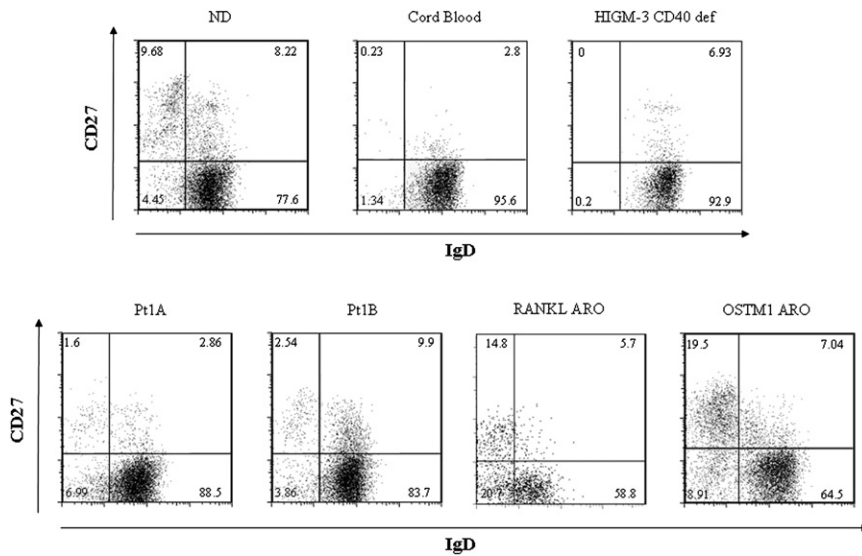 ND
Cord Blood
HIGM-3 CD40 def
9.68
8.22
4.45
77.6
0.23
2.8
1.34
95.6
0
6.93
0.2
92.9
CD27
IgD
Pt1A
Pt1B
RANKL ARO
OSTM1 ARO
1.6
2.86
6.99
88.5
2.54
9.9
3.86
83.7
14.8
5.7
58.8
19.5
7.04
8.91
64.5
CD27
IgD